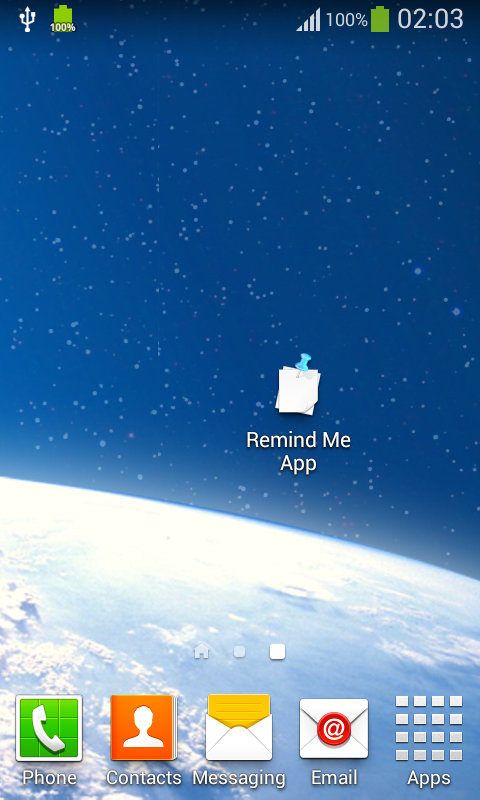 100%
100%
02:03
Remind Me
App
@
Phone
Contacts
Messaging
Email
Apps